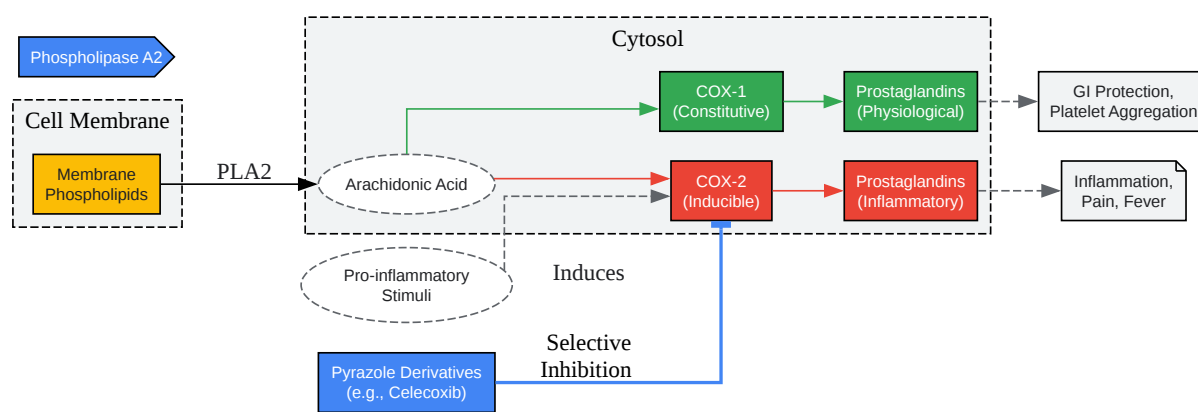 Phospholipase A2
Cell Membrane
Membrane
Phospholipids
PLA2
Cytosol
Arachidonic Acid
COX-1
(Constitutive)
Prostaglandins
(Physiological)
GI Protection,
Platelet Aggregation
COX-2
(Inducible)
Prostaglandins
(Inflammatory)
Inflammation,
Pain, Fever
Pro-inflammatory
Stimuli
Induces
Selective
Inhibition
Pyrazole Derivatives
(e.g., Celecoxib)